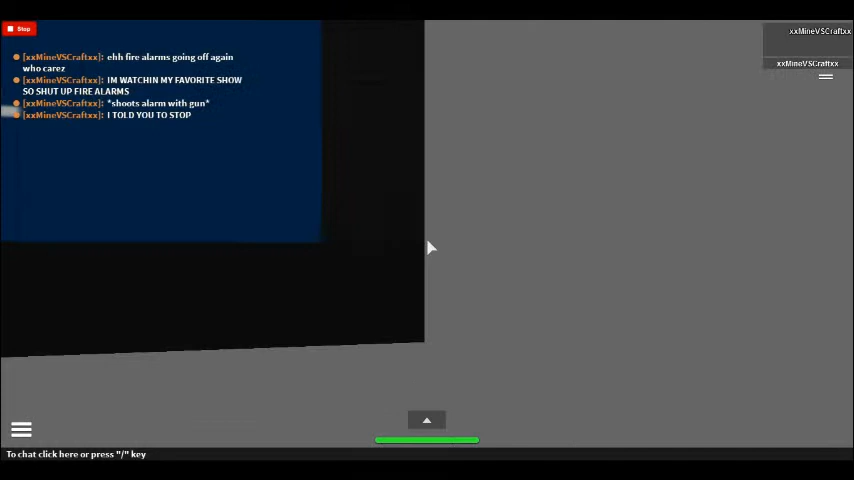 Stop
xxMineVSCraftxx
[xxMineVSCraftxx]: ehh fire alarms going off again
who carez
xxMineVSCraftxx
[xxMineVSCraftxx]: IM WATCHIN MY FAVORITE SHOW
SO SHUT UP FIRE ALARMS
[xxMineVSCraftxx]: *shoots alarm with gun*
[xxMineVSCraftxx]: I TOLD YOU TO STOP
To chat click here or press "/" key